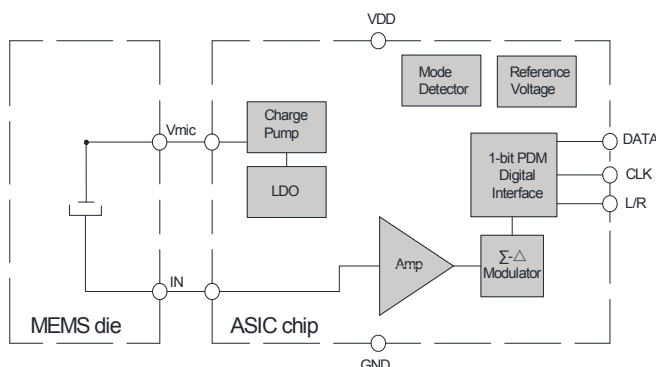 VDD
Mode
Detector
Reference
Voltage
Vmic
Charge
Pump
LDO
1-bit PDM
Digital
Interface
DATA
CLK
L/R
Amp
∑-△
Modulator
IN
MEMS die
ASIC chip
GND